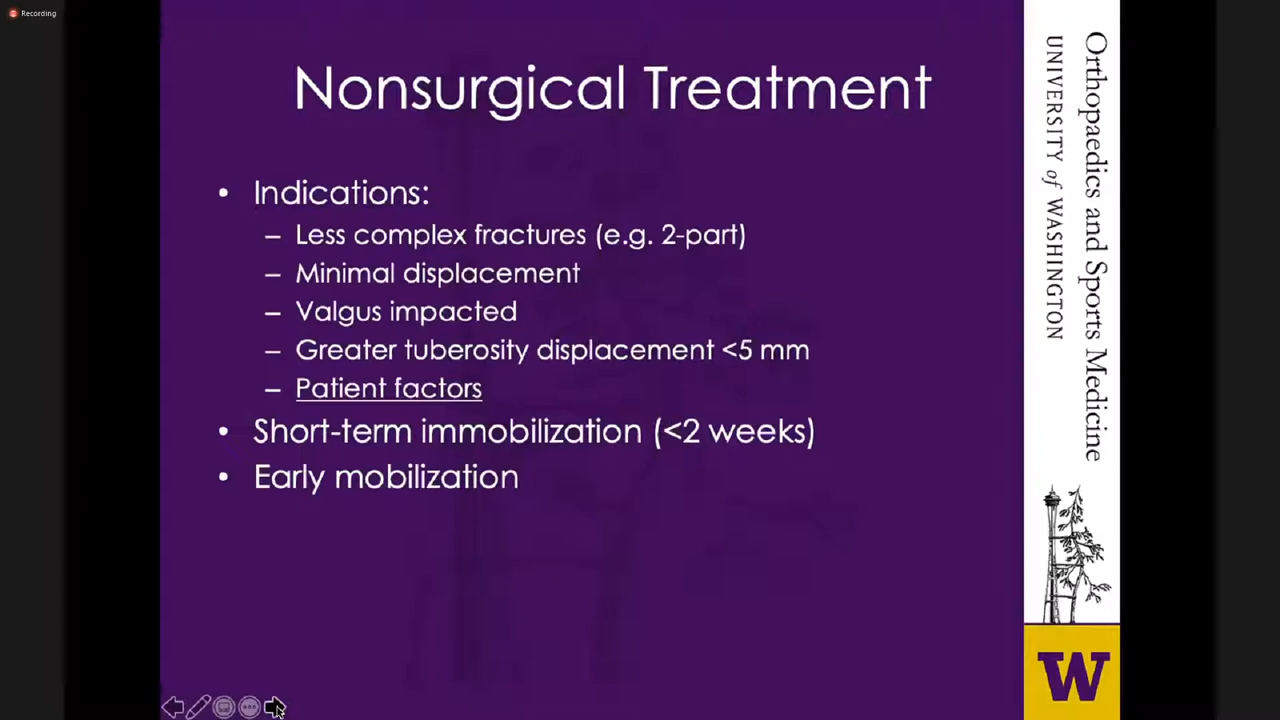 Recording
Nonsurgical Treatment
• Indications:
– Less complex fractures (e.g. 2-part)
– Minimal displacement
– Valgus impacted
– Greater tuberosity displacement <5 mm
– Patient factors
• Short-term immobilization (<2 weeks)
• Early mobilization
Orthopaedics and Sports Medicine
UNIVERSITY of WASHINGTON
W